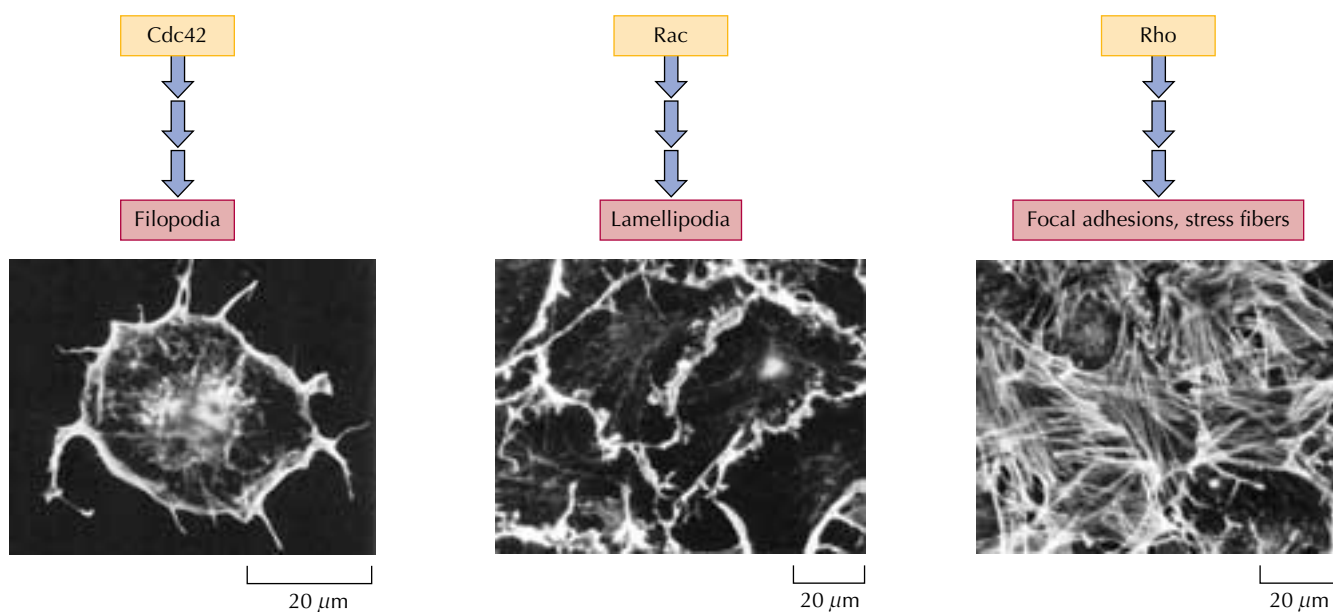 Cdc42
Rac
Rho
Filopodia
Lamellipodia
Focal adhesions, stress fibers
20 μm
20 μm
20 μm